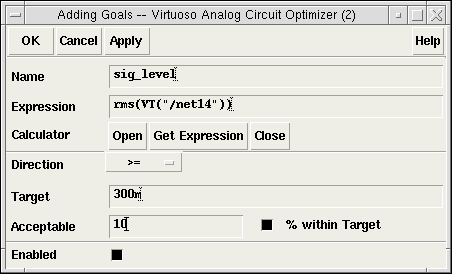 Adding Goals -- Virtuoso Analog Circuit Optimizer (2)
OK Cancel Apply Help
Name sig_level
Expression rms(VT("/net14"))
Calculator Open Get Expression Close
Direction >=
Target 300m
Acceptable 10 % within Target
Enabled